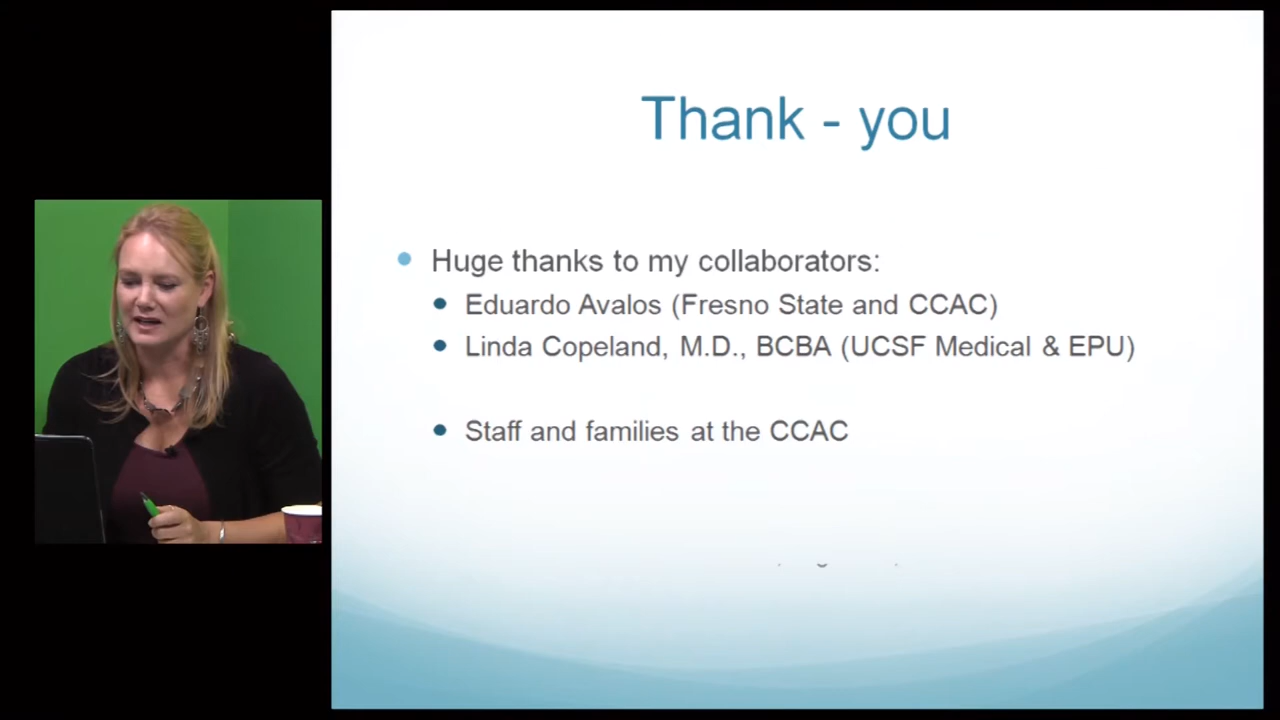 Thank - you
Huge thanks to my collaborators:
Eduardo Avalos (Fresno State and CCAC)
Linda Copeland, M.D., BCBA (UCSF Medical & EPU)
Staff and families at the CCAC